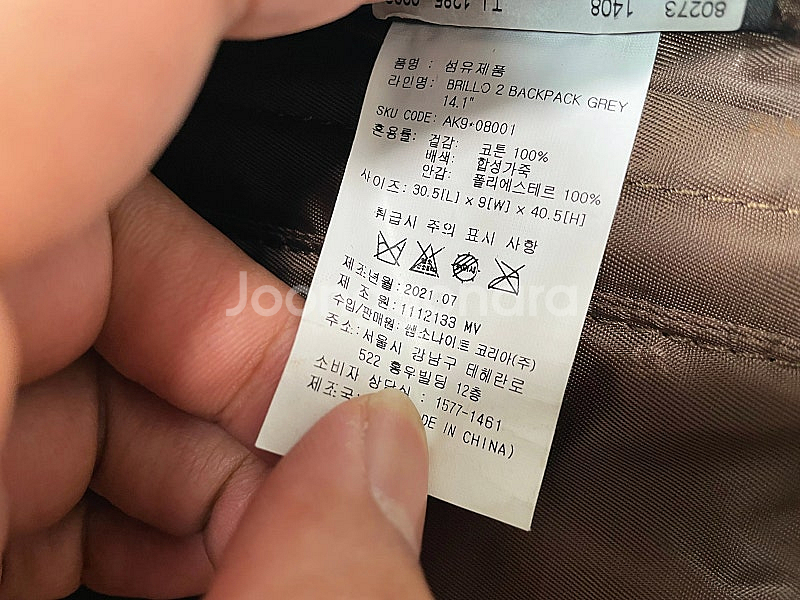 80273 1408
품명 : 섬유제품
라인명: BRILLO 2 BACKPACK GREY
14.1"
SKU CODE: AK9*08001
혼용률: 겉감: 코튼 100%
배색: 합성가죽
안감: 폴리에스테르 100%
사이즈: 30.5[L] × 9[W] × 40.5[H]
취급시 주의 표시 사항
제조년월: 2021.07
제 조 원: 1112133 MV
수입/판매원: 쌤소나이트 코리아(주)
주소: 서울시 강남구 테헤란로
522 홍우빌딩 12층
소비자 상담실 : 1577-1461
제조국: DE IN CHINA)